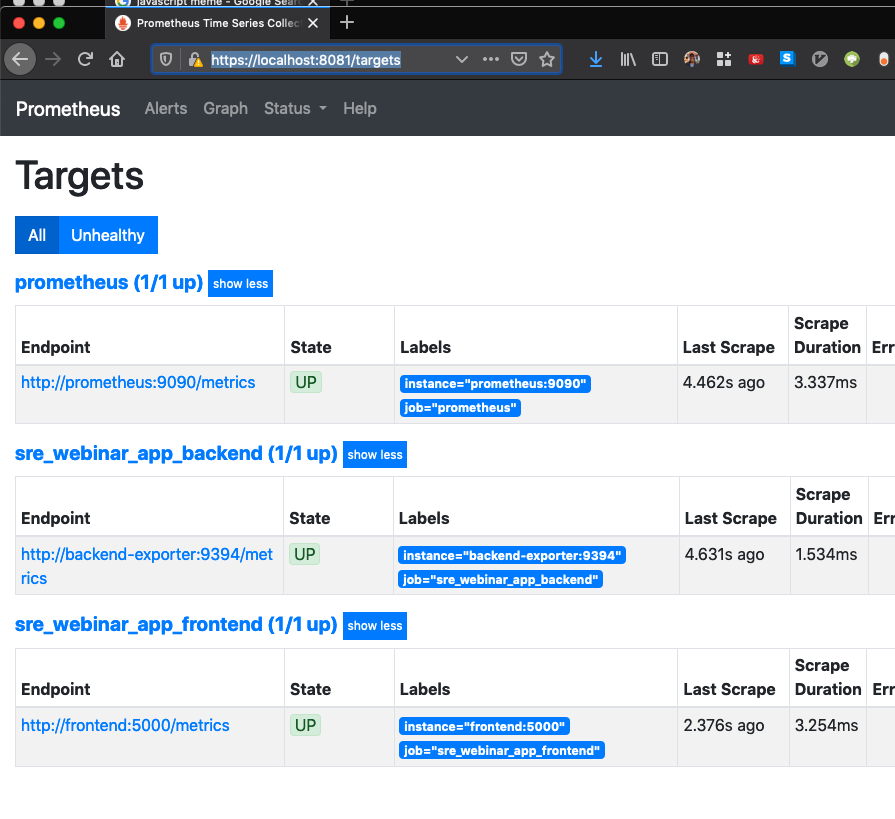 javascript meme - Google Sear
Prometheus Time Series Collec
https://localhost:8081/targets
Prometheus Alerts Graph Status Help
Targets
All Unhealthy
prometheus (1/1 up) show less
Endpoint State Labels Last Scrape Scrape Duration Err
http://prometheus:9090/metrics UP instance="prometheus:9090" 4.462s ago 3.337ms
job="prometheus"
sre_webinar_app_backend (1/1 up) show less
Endpoint State Labels Last Scrape Scrape Duration Err
http://backend-exporter:9394/met UP instance="backend-exporter:9394" 4.631s ago 1.534ms
rics job="sre_webinar_app_backend"
sre_webinar_app_frontend (1/1 up) show less
Endpoint State Labels Last Scrape Scrape Duration Err
http://frontend:5000/metrics UP instance="frontend:5000" 2.376s ago 3.254ms
job="sre_webinar_app_frontend"